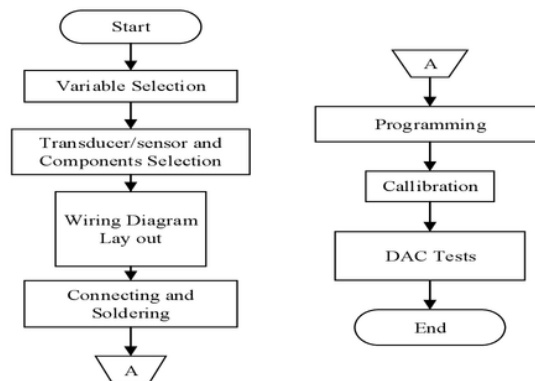 Start
Variable Selection
Transducer/sensor and
Components Selection
Wiring Diagram
Lay out
Connecting and
Soldering
A
A
Programming
Callibration
DAC Tests
End